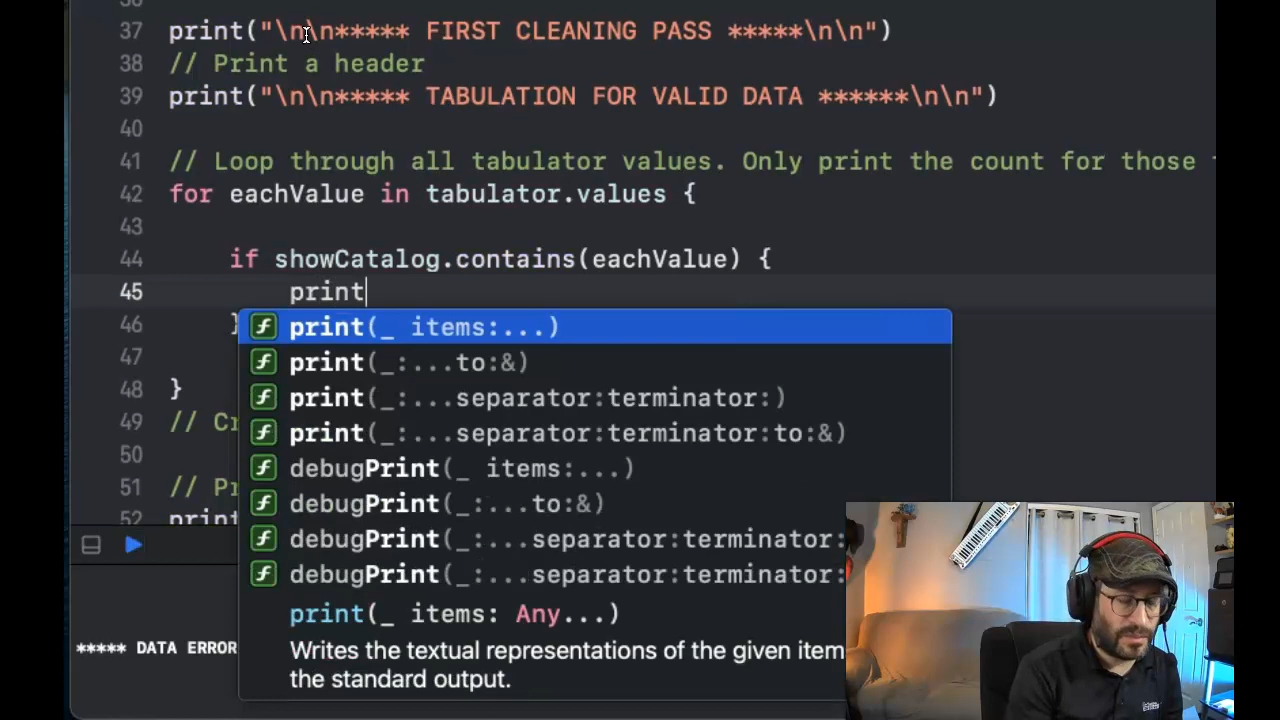 36
37 print("\n\n***** FIRST CLEANING PASS *****\n\n")
38 // Print a header
39 print("\n\n***** TABULATION FOR VALID DATA ******\n\n")
40
41 // Loop through all tabulator values. Only print the count for those
42 for eachValue in tabulator.values {
43
44 if showCatalog.contains(eachValue) {
45 print
46 }
47
48 }
49 // Cr
50
51 // Pr
52 print
print(_ items:...)
print(_:...to:&)
print(_:...separator:terminator:)
print(_:...separator:terminator:to:&)
debugPrint(_ items:...)
debugPrint(_:...to:&)
debugPrint(_:...separator:terminator:
debugPrint(_:...separator:terminator:
print(_ items: Any...)
Writes the textual representations of the given item
the standard output.
***** DATA ERROR